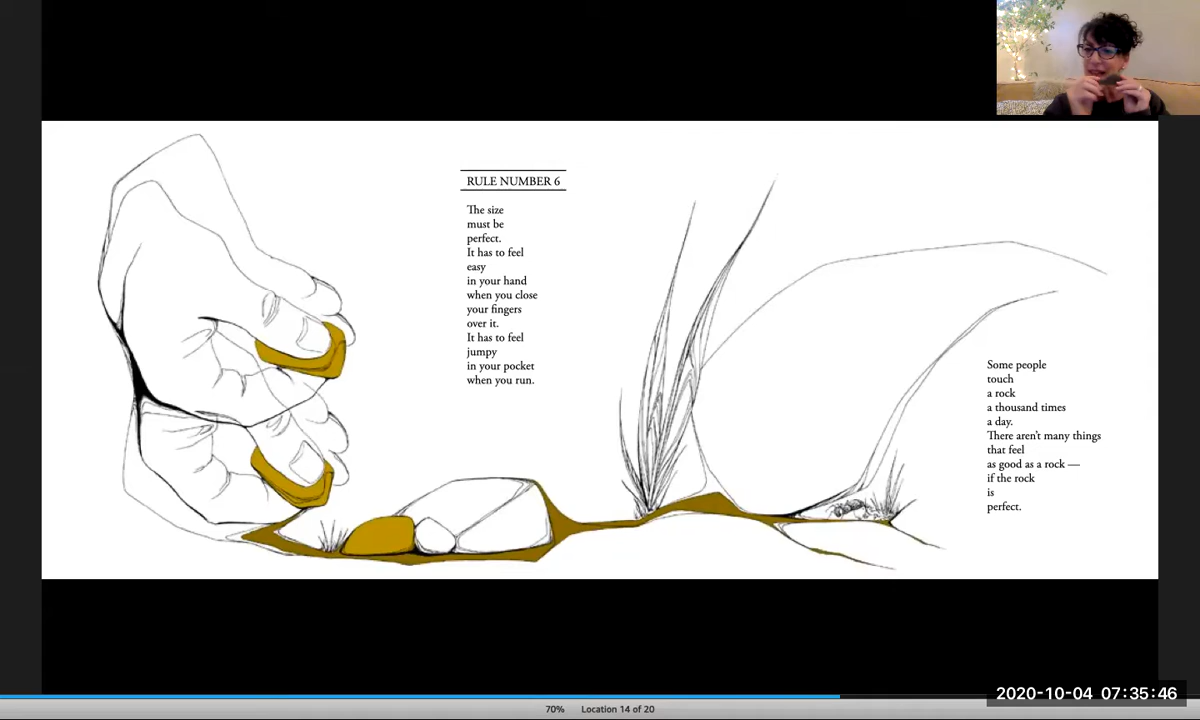 RULE NUMBER 6
The size
must be
perfect.
It has to feel
easy
in your hand
when you close
your fingers
over it.
It has to feel
jumpy
in your pocket
when you run.
Some people
touch
a rock
a thousand times
a day.
There aren't many things
that feel
as good as a rock —
if the rock
is
perfect.
2020-10-04 07:35:46
70% Location 14 of 20